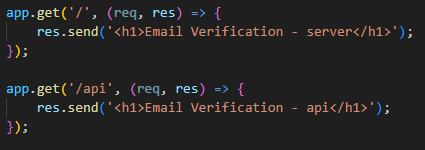 app.get('/', (req, res) => {
    res.send('<h1>Email Verification - server</h1>');
});

app.get('/api', (req, res) => {
    res.send('<h1>Email Verification - api</h1>');
});